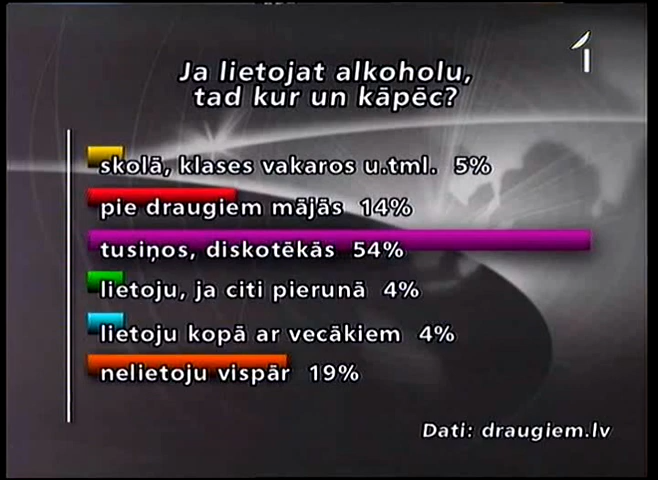 Ja lietojat alkoholu,
tad kur un kāpēc?
skolā, klases vakaros u.tml. 5%
pie draugiem mājās 14%
tusiņos, diskotēkās 54%
lietoju, ja citi pierunā 4%
lietoju kopā ar vecākiem 4%
nelietoju vispār 19%
Dati: draugiem.lv